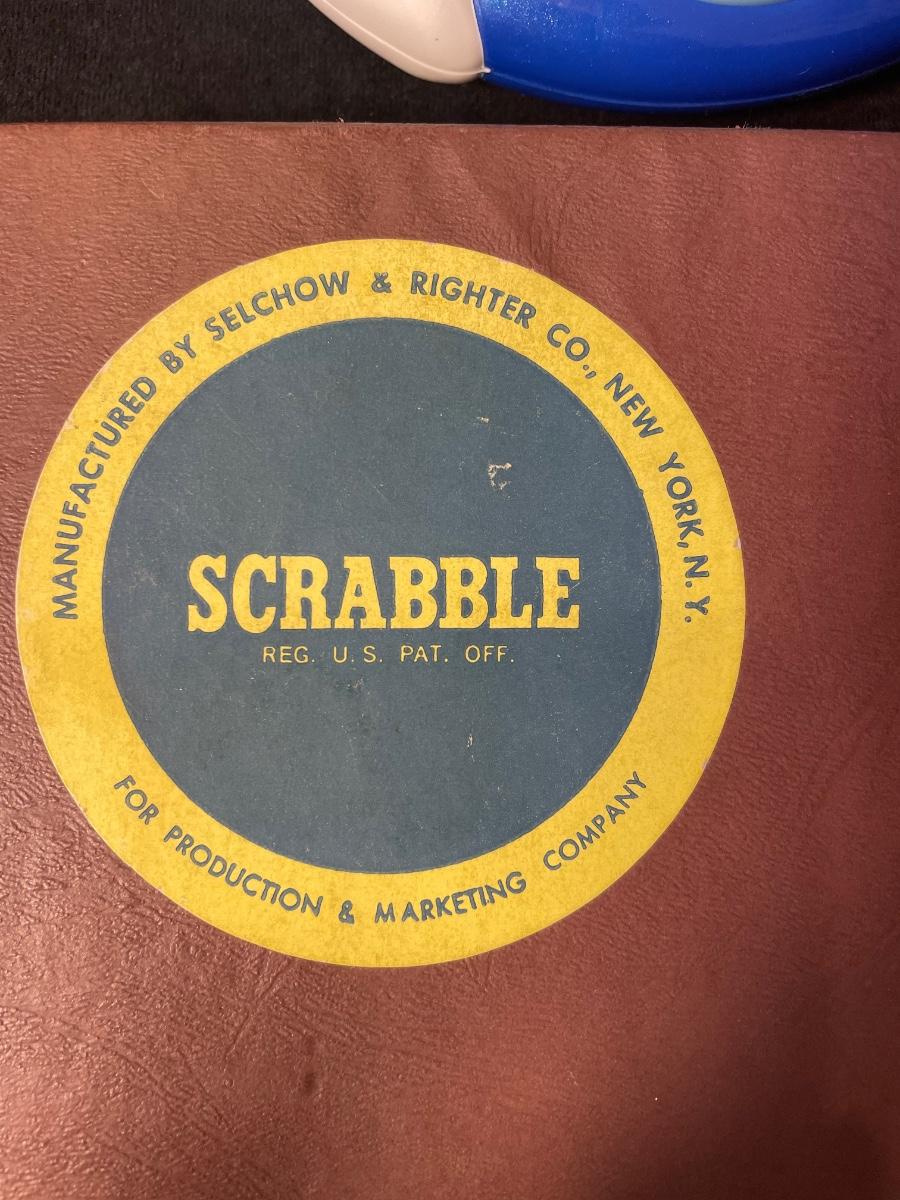 MANUFACTURED BY SELCHOW & RIGHTER CO., NEW YORK, N. Y.
SCRABBLE
REG. U. S. PAT. OFF.
FOR PRODUCTION & MARKETING COMPANY